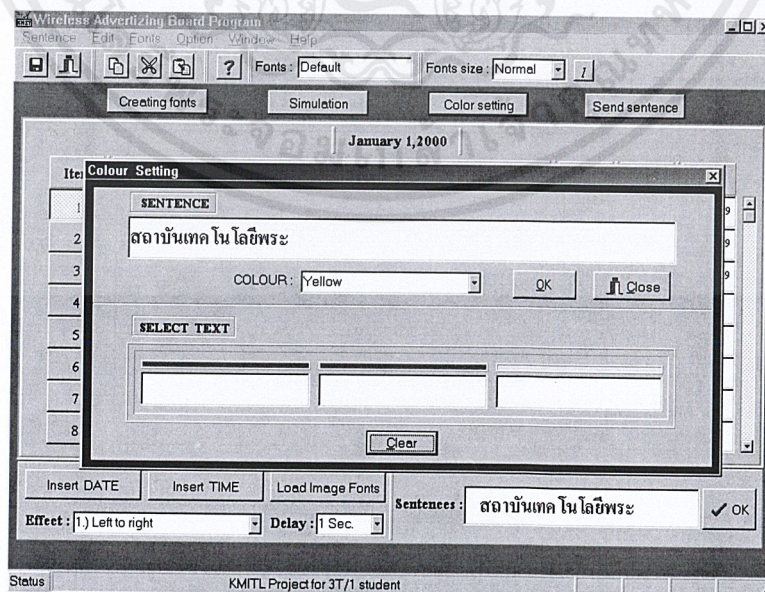 Wireless Advertizing Board Program
Sentence Edit Fonts Option Window Help
? Fonts : Default Fonts size : Normal
Creating fonts Simulation Color setting Send sentence
January 1,2000
Colour Setting
1
2
3
4
5
6
7
8
9
9
9
SENTENCE
สถาบันเทคโนโลยีพระ
COLOUR : Yellow OK Close
SELECT TEXT
Clear
Insert DATE Insert TIME Load Image Fonts
Sentences : สถาบันเทคโนโลยีพระ OK
Effect : 1.) Left to right Delay : 1 Sec.
Status KMITL Project for 3T/1 student